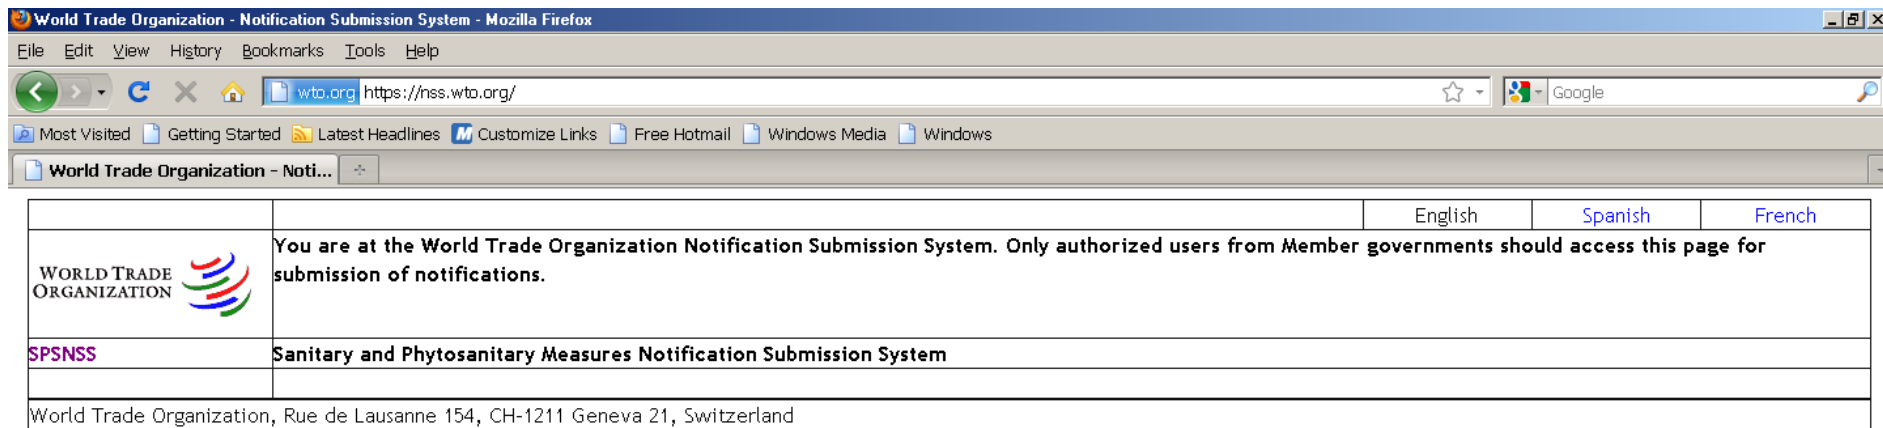 World Trade Organization - Notification Submission System - Mozilla Firefox
File Edit View History Bookmarks Tools Help
wto.org https://nss.wto.org/ Google
Most Visited Getting Started Latest Headlines Customize Links Free Hotmail Windows Media Windows
World Trade Organization - Noti...
English Spanish French
You are at the World Trade Organization Notification Submission System. Only authorized users from Member governments should access this page for
submission of notifications.
WORLD TRADE
ORGANIZATION
SPSNSS Sanitary and Phytosanitary Measures Notification Submission System
World Trade Organization, Rue de Lausanne 154, CH-1211 Geneva 21, Switzerland